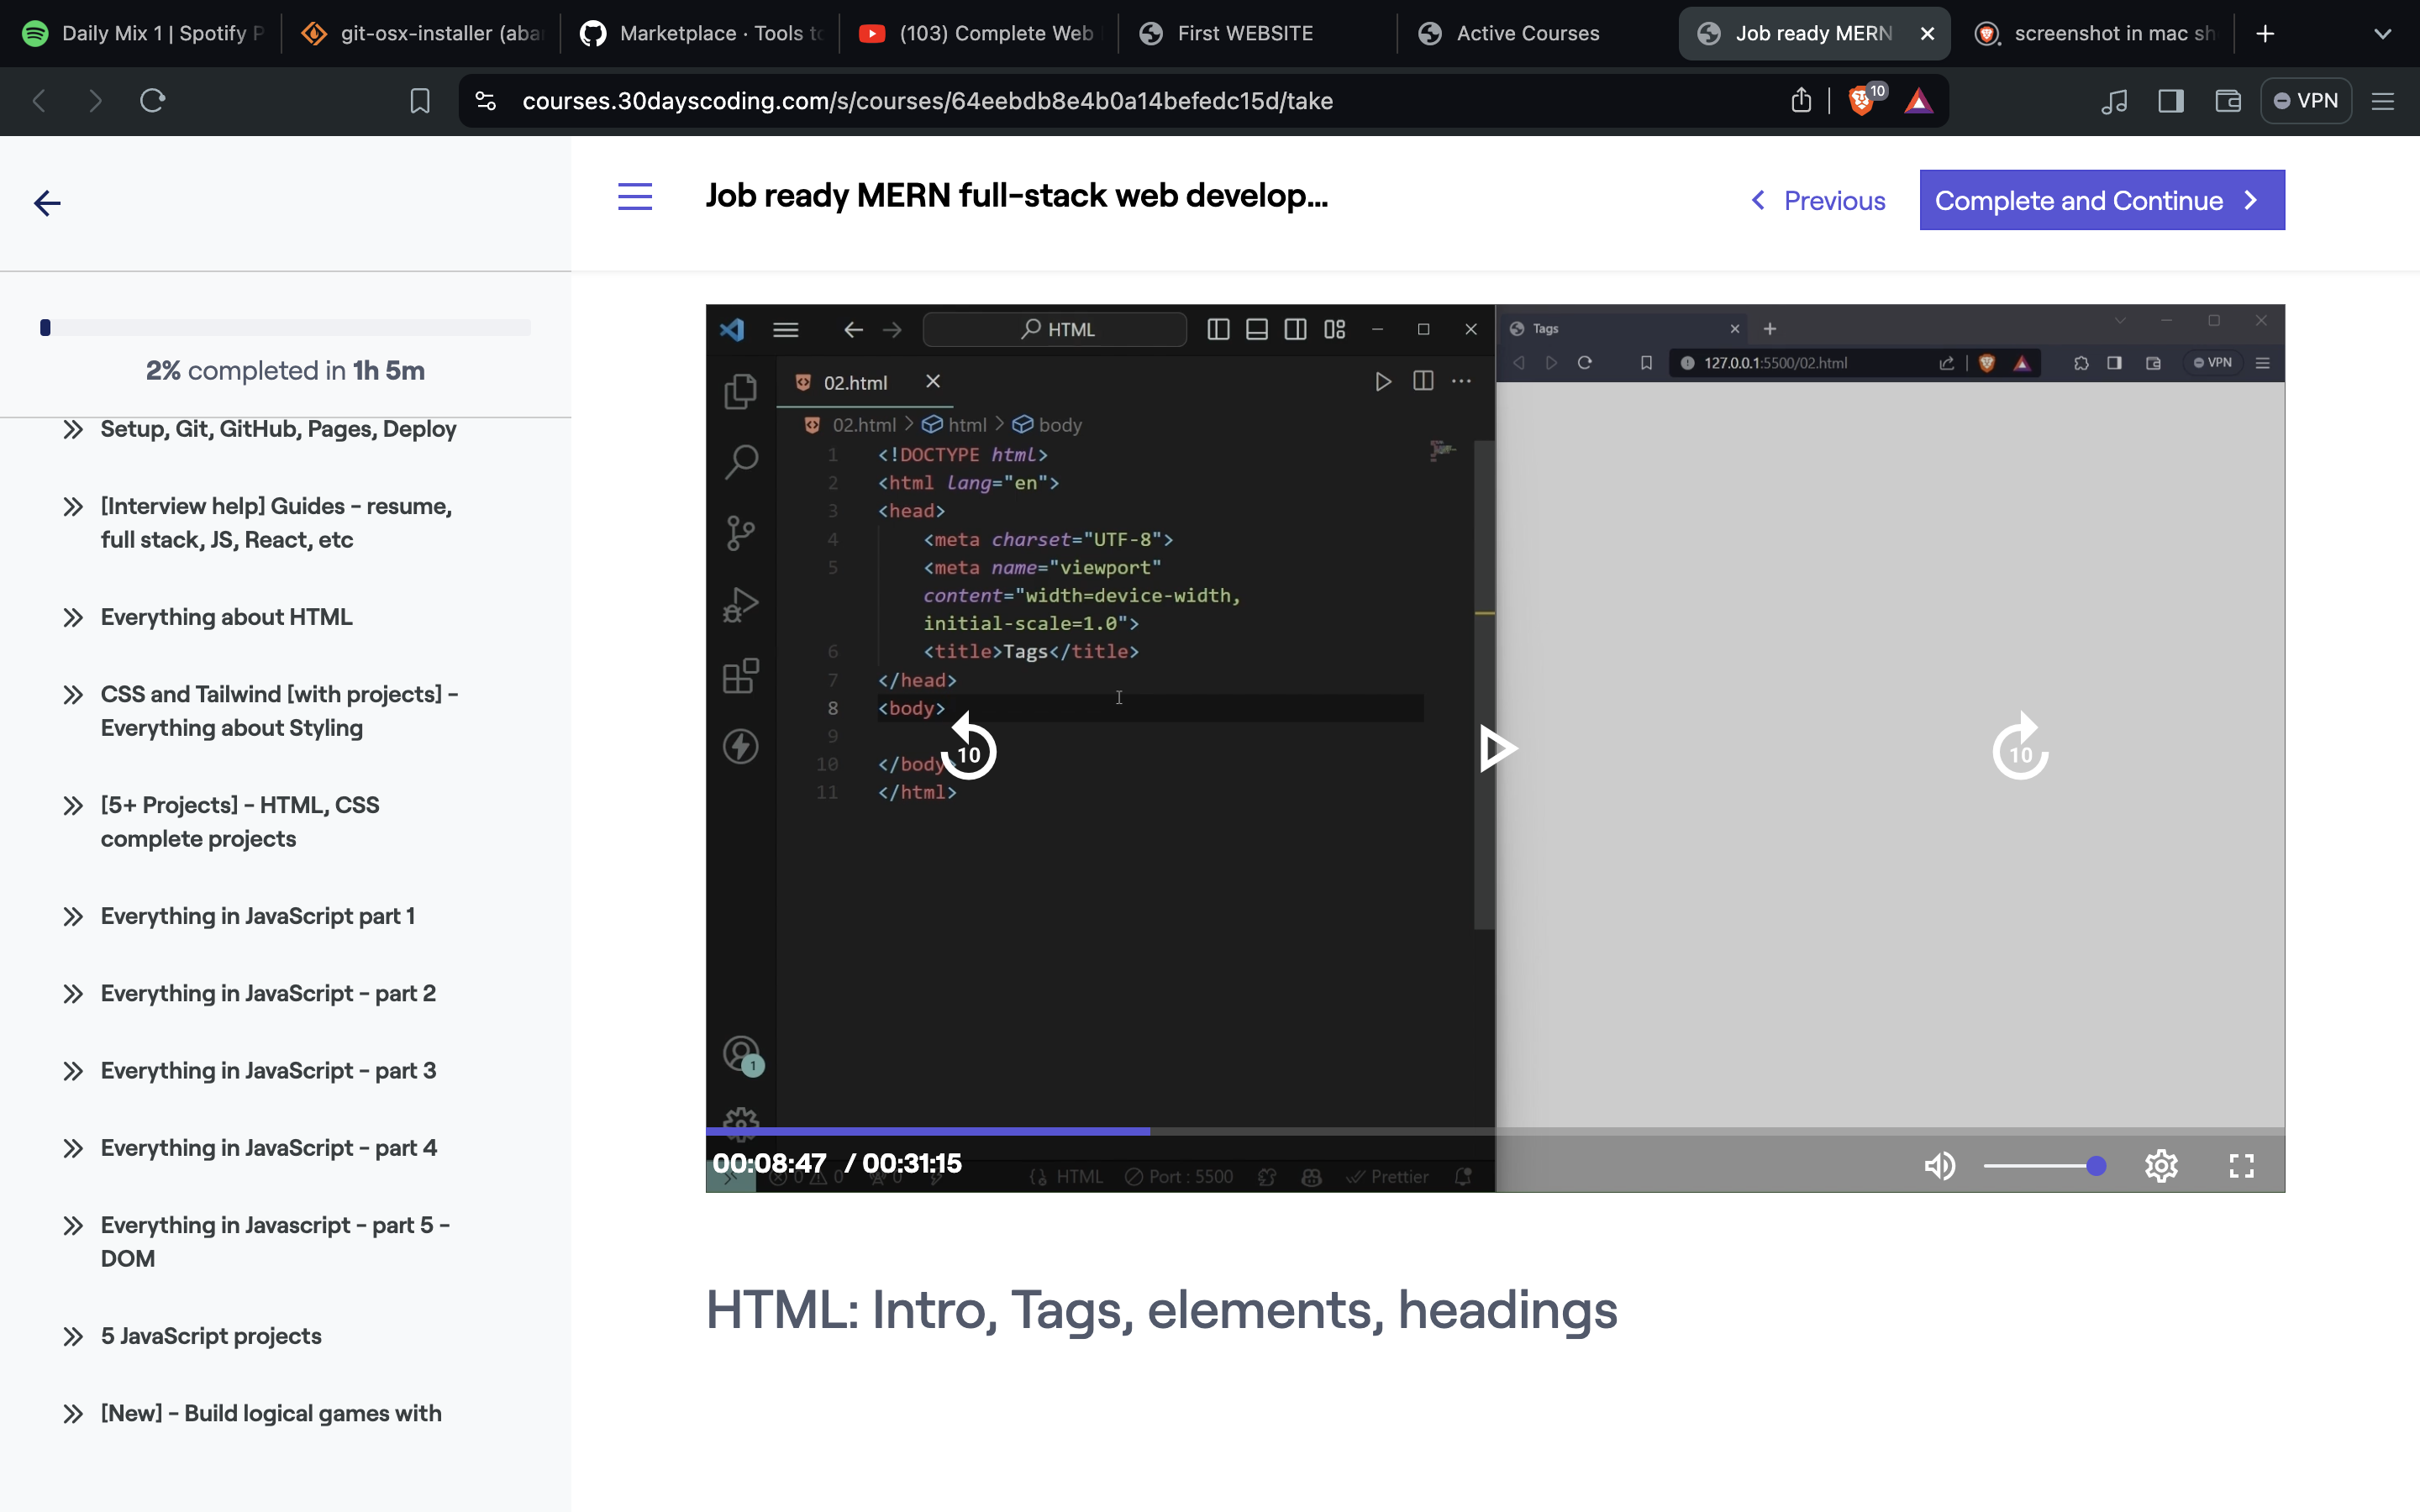 Daily Mix 1 | Spotify P
git-osx-installer (aba
Marketplace · Tools to
(103) Complete Web
First WEBSITE
Active Courses
Job ready MERN
screenshot in mac sh
courses.30dayscoding.com/s/courses/64eebdb8e4b0a14befedc15d/take
10
VPN
Job ready MERN full-stack web develop...
Previous
Complete and Continue
2% completed in 1h 5m
Setup, Git, GitHub, Pages, Deploy
[Interview help] Guides - resume,
full stack, JS, React, etc
Everything about HTML
CSS and Tailwind [with projects] -
Everything about Styling
[5+ Projects] - HTML, CSS
complete projects
Everything in JavaScript part 1
Everything in JavaScript - part 2
Everything in JavaScript - part 3
Everything in JavaScript - part 4
Everything in Javascript - part 5 -
DOM
5 JavaScript projects
[New] - Build logical games with
HTML
02.html
02.html > html > body
1 <!DOCTYPE html>
2 <html lang="en">
3 <head>
4 <meta charset="UTF-8">
5 <meta name="viewport"
content="width=device-width,
initial-scale=1.0">
6 <title>Tags</title>
7 </head>
8 <body>
9
10 </body>
11 </html>
10
1
Tags
127.0.0.1:5500/02.html
VPN
10
00:08:47 / 00:31:15
0 0 0
HTML
Port : 5500
Prettier
HTML: Intro, Tags, elements, headings